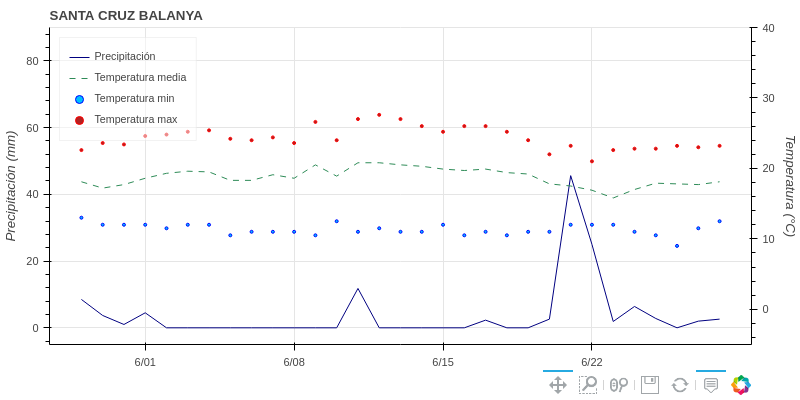 SANTA CRUZ BALANYA
Precipitación
Temperatura media
Temperatura min
Temperatura max
Precipitación (mm)
80
60
40
20
0
Temperatura (°C)
40
30
20
10
0
6/01
6/08
6/15
6/22